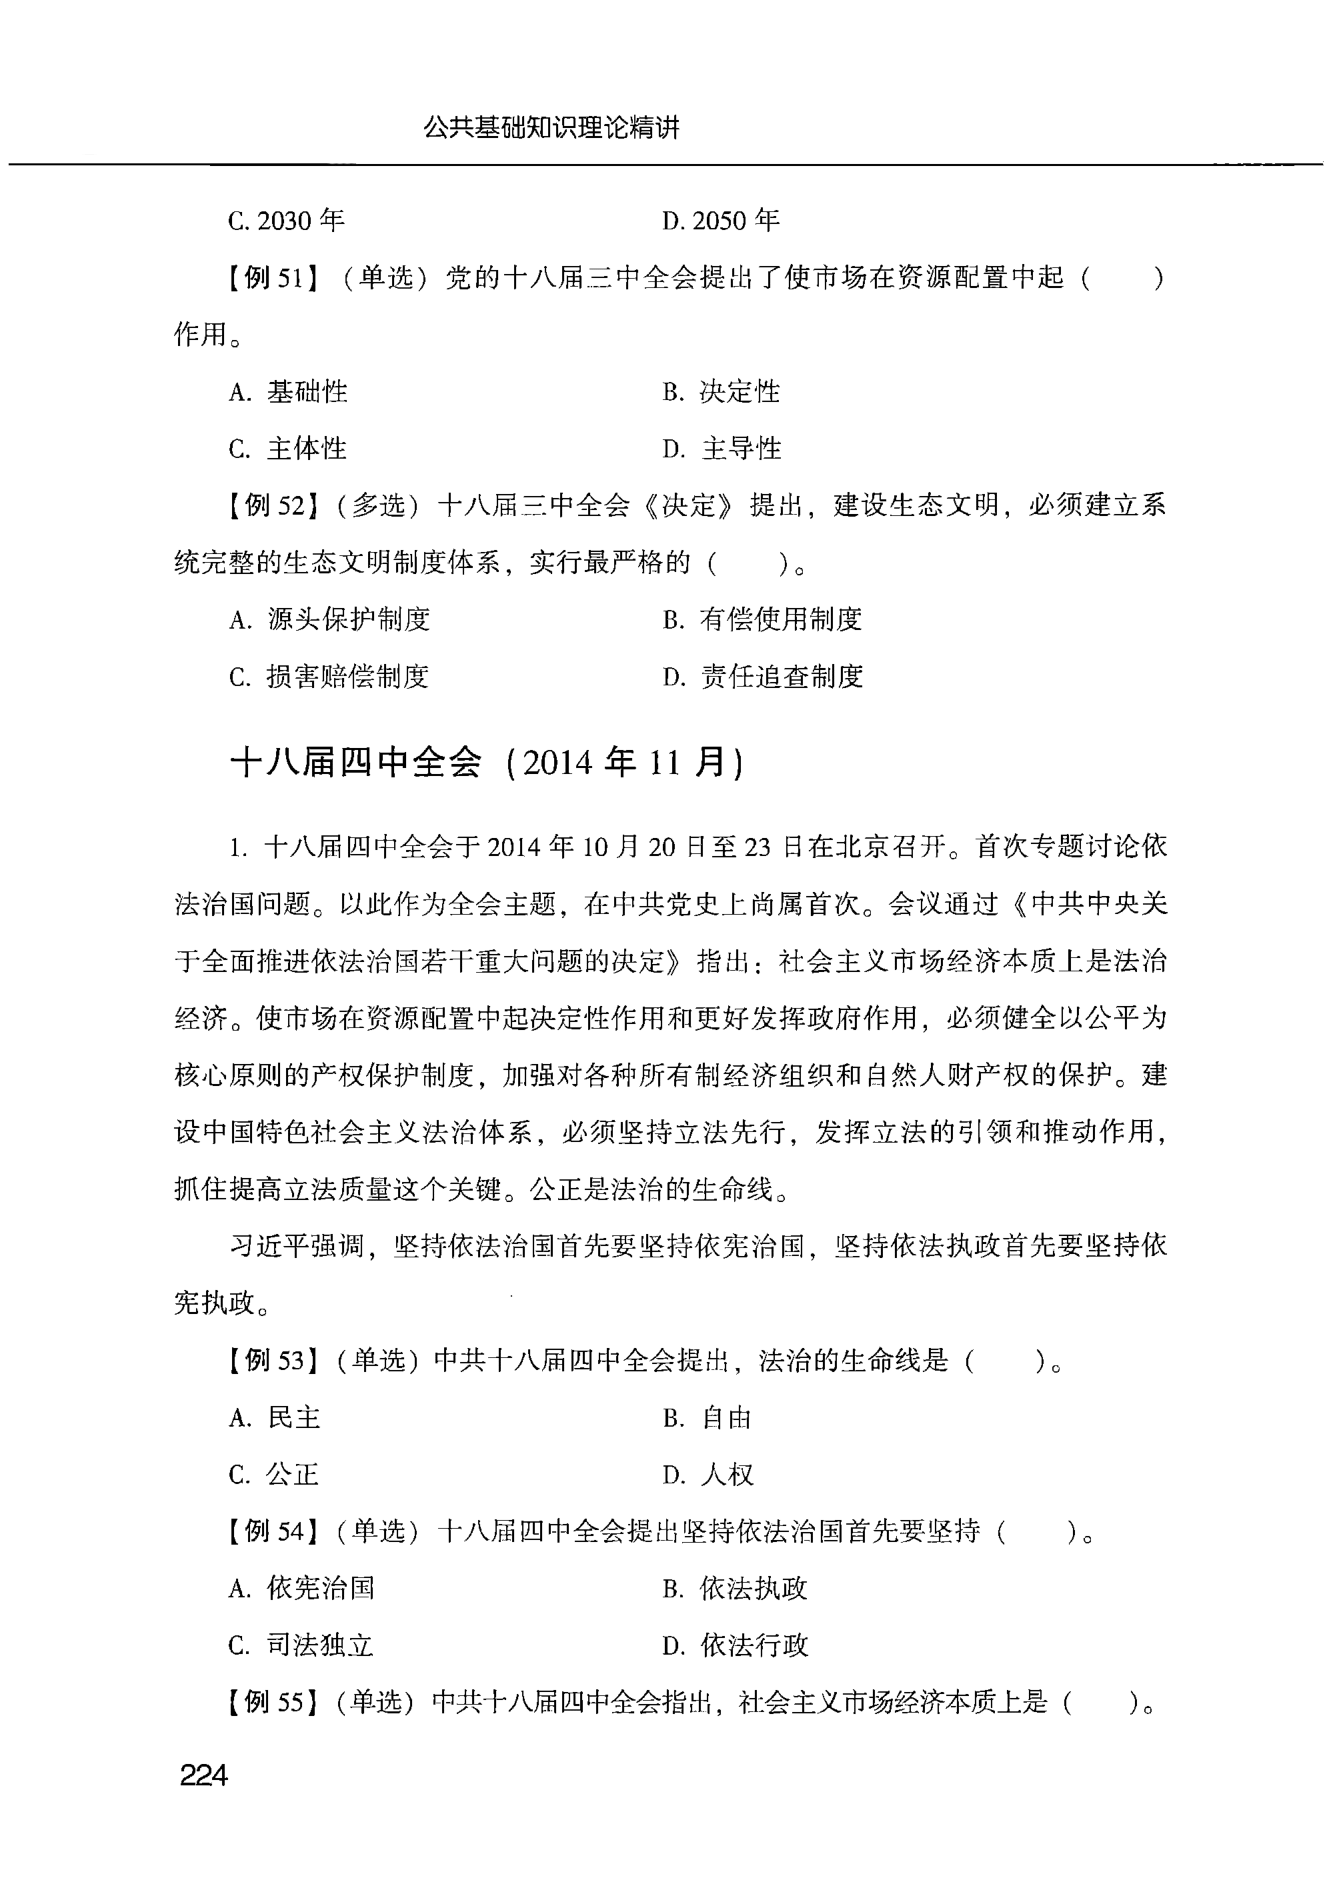 公共基础知识理论精讲
C. 2030 年 D. 2050 年
【例 51】（单选）党的十八届三中全会提出了使市场在资源配置中起（ ）
作用。
A. 基础性 B. 决定性
C. 主体性 D. 主导性
【例 52】（多选）十八届三中全会《决定》提出，建设生态文明，必须建立系
统完整的生态文明制度体系，实行最严格的（ ）。
A. 源头保护制度 B. 有偿使用制度
C. 损害赔偿制度 D. 责任追查制度
十八届四中全会（2014 年 11 月）
1. 十八届四中全会于 2014 年 10 月 20 日至 23 日在北京召开。首次专题讨论依
法治国问题。以此作为全会主题，在中共党史上尚属首次。会议通过《中共中央关
于全面推进依法治国若干重大问题的决定》指出：社会主义市场经济本质上是法治
经济。使市场在资源配置中起决定性作用和更好发挥政府作用，必须健全以公平为
核心原则的产权保护制度，加强对各种所有制经济组织和自然人财产权的保护。建
设中国特色社会主义法治体系，必须坚持立法先行，发挥立法的引领和推动作用，
抓住提高立法质量这个关键。公正是法治的生命线。
习近平强调，坚持依法治国首先要坚持依宪治国，坚持依法执政首先要坚持依
宪执政。
【例 53】（单选）中共十八届四中全会提出，法治的生命线是（ ）。
A. 民主 B. 自由
C. 公正 D. 人权
【例 54】（单选）十八届四中全会提出坚持依法治国首先要坚持（ ）。
A. 依宪治国 B. 依法执政
C. 司法独立 D. 依法行政
【例 55】（单选）中共十八届四中全会指出，社会主义市场经济本质上是（ ）。
224